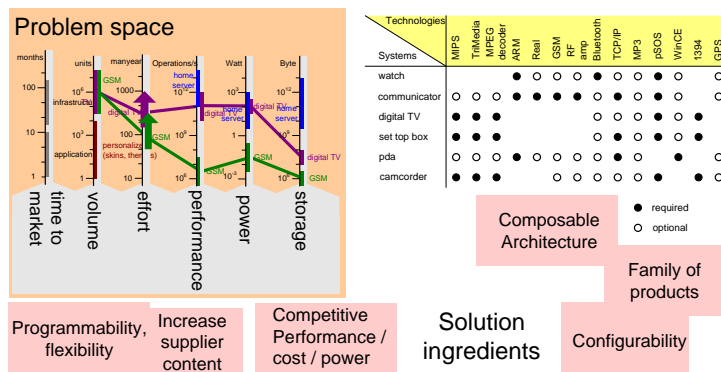 Problem space
months
units
manyear
Operations/s
Watt
Byte
100
10
1
time to
market
10⁶
GSM
infrastructure
10³
application
1
volume
1000
digital TV
100
GSM
personalization
(skins, themes)
10
effort
home
server
10¹²
digital TV
10⁹
10⁶
GSM
performance
10³
home
server
digital TV
1
GSM
10⁻³
power
home
server
10¹²
10⁹
digital TV
10⁶
GSM
storage
Technologies
Systems
MIPS
TriMedia
MPEG
decoder
ARM
Real
GSM
RF
amp
Bluetooth
TCP/IP
MP3
pSOS
WinCE
1394
GPS
watch
communicator
digital TV
set top box
pda
camcorder
required
optional
Composable
Architecture
Family of
products
Programmability,
flexibility
Increase
supplier
content
Competitive
Performance /
cost / power
Solution
ingredients
Configurability